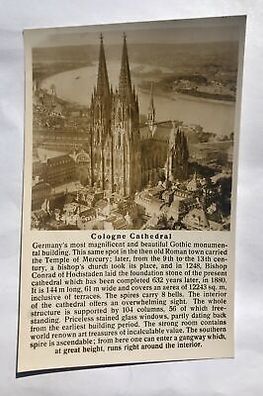 Cologne Cathedral
Germany's most magnificent and beautiful Gothic monumen-
tal building. This same spot in the then old Roman town carried
the Temple of Mercury; later, from the 9 th to the 13 th cen-
tury, a bishop's church took its place, and in 1248, Bishop
Conrad of Hochstaden laid the foundation stone of the present
cathedral which has been completed 632 years later, in 1880.
It is 144 m long, 61 m wide and covers an area of 12243 sq. m,
inclusive of terraces. The spires carry 8 bells. The interior
of the cathedral offers an overwhelming sight. The whole
structure is supported by 104 columns, 56 of which free-
standing. Priceless stained glass windows, partly dating back
from the earliest building period. The strong room contains
world renown art treasures of incalculable value. The southern
spire is ascendable; from here one can enter a gangway which,
at great height, runs right around the interior.